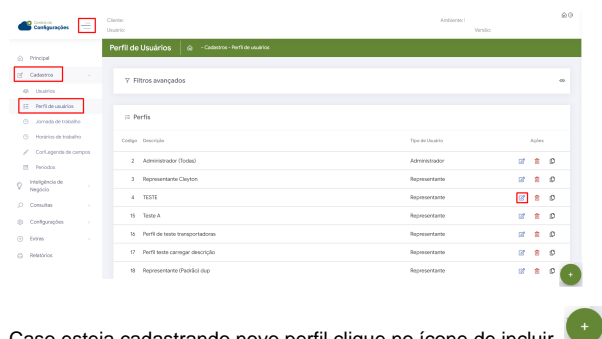 Central de
Configurações
Cliente:
Ambiente: |
Usuário:
Versão:
Perfil de Usuários
- Cadastros - Perfil de usuários
Principal
Cadastros
Usuários
Perfil de usuários
Jornada de trabalho
Horários de trabalho
Conf.legenda de campos
Períodos
Inteligência de
Negócio
Consultas
Configurações
Extras
Relatórios
Filtros avançados
Perfis
Código Descrição Tipo de Usuário Ações
2 Administrador (Todas) Administrador
3 Representante Cleyton Representante
4 TESTE Representante
15 Teste A Representante
16 Perfil de teste transportadoras Representante
17 Perfil teste carregar descrição Representante
18 Representante (Padrão) dup Representante
Caso esteja cadastrando novo perfil clique no ícone de incluir